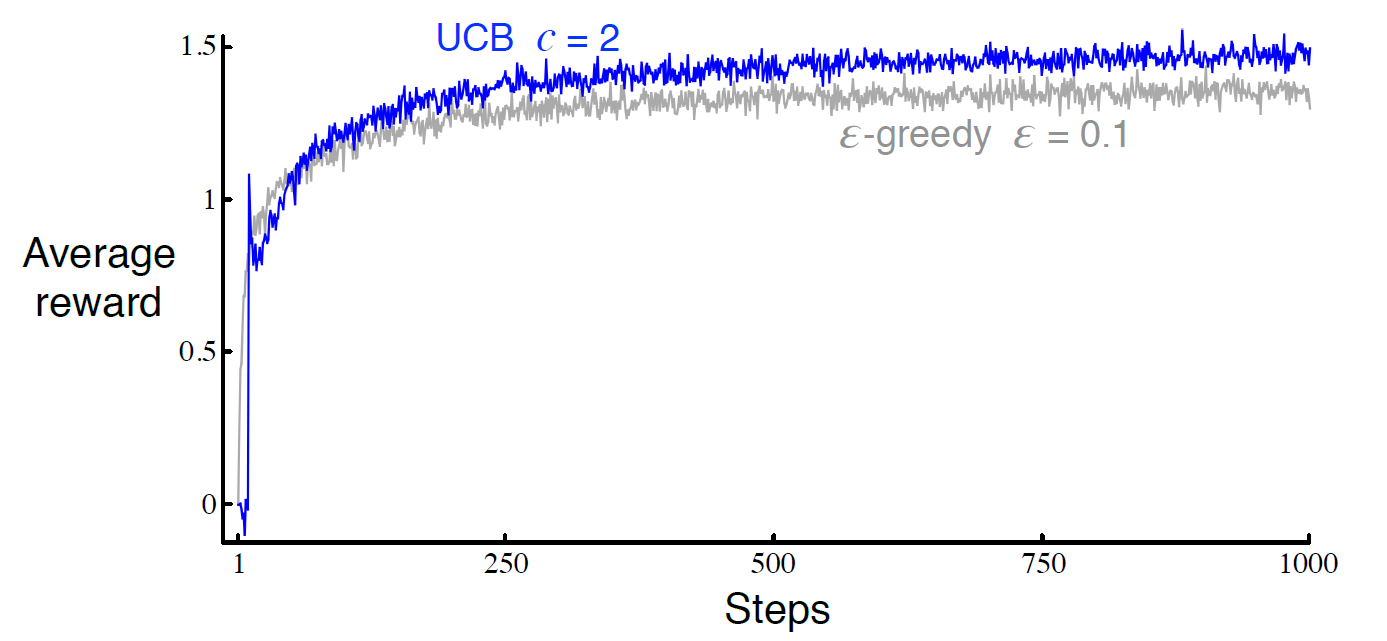 UCB c = 2
1.5
ε-greedy ε = 0.1
1
Average
reward
0.5
0
1
250
500
750
1000
Steps